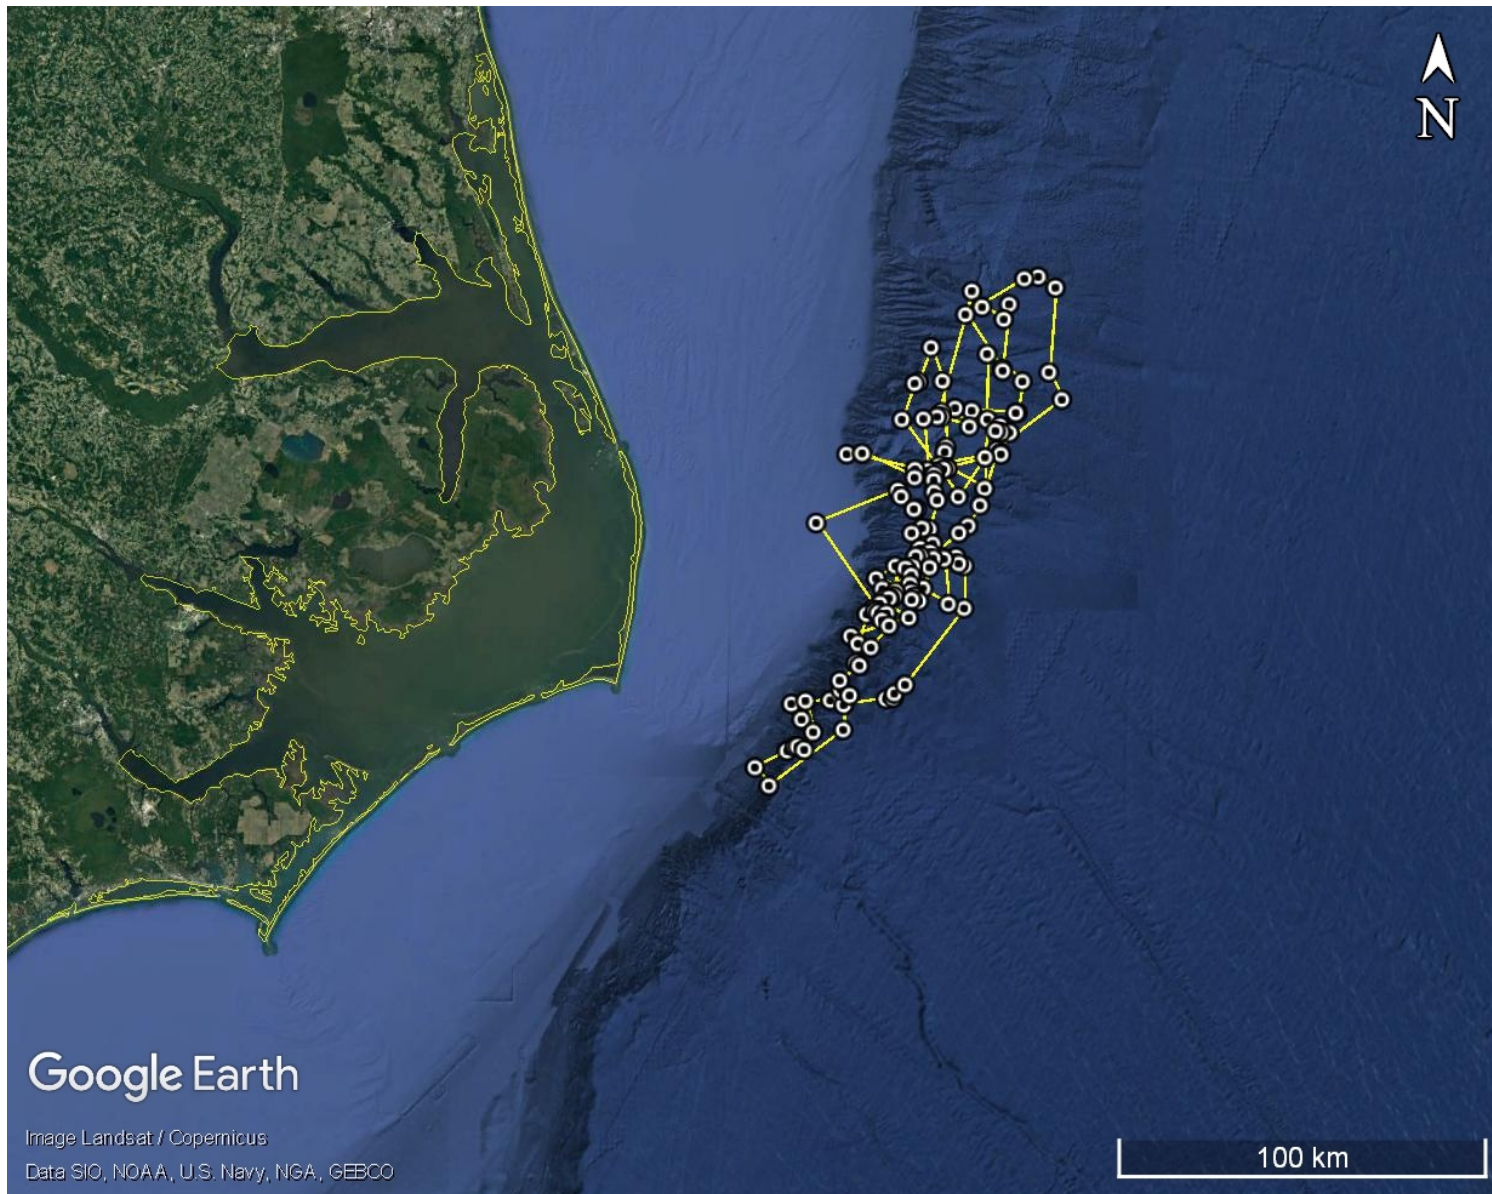 N
Google Earth
Image Landsat / Copernicus
Data SIO, NOAA, U.S. Navy, NGA, GEBCO
100 km